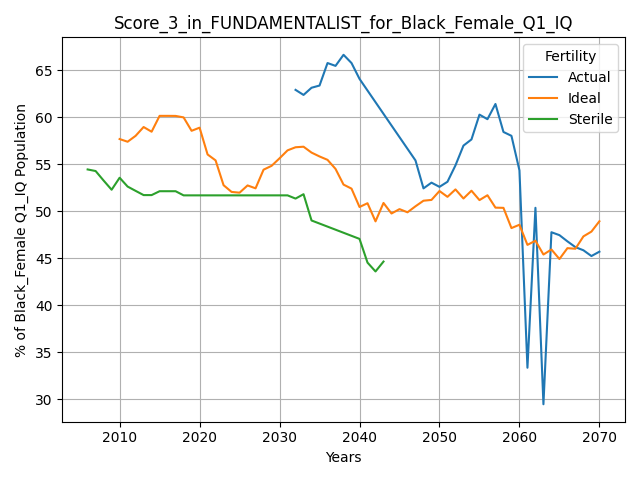 Score_3_in_FUNDAMENTALIST_for_Black_Female_Q1_IQ
Fertility
Actual
Ideal
Sterile
% of Black_Female Q1_IQ Population
65
60
55
50
45
40
35
30
2010 2020 2030 2040 2050 2060 2070
Years